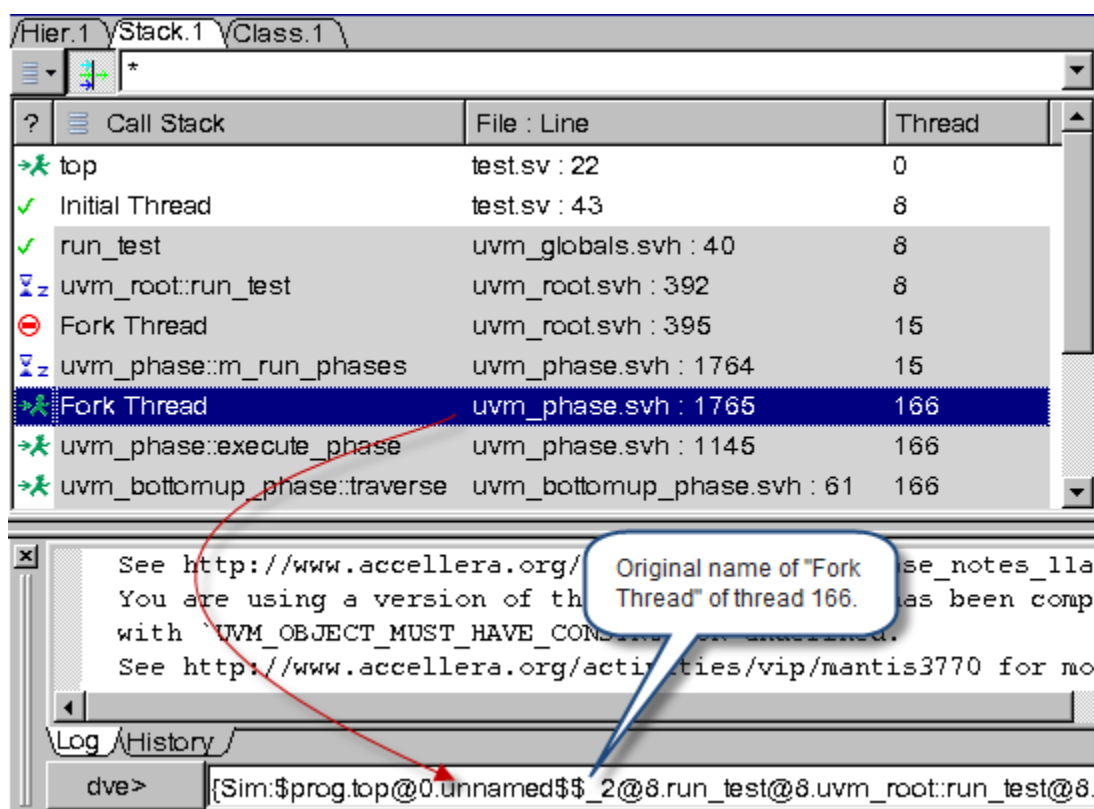 Hier.1 Stack.1 Class.1
*
? Call Stack File : Line Thread
top test.sv : 22 0
Initial Thread test.sv : 43 8
run_test uvm_globals.svh : 40 8
uvm_root::run_test uvm_root.svh : 392 8
Fork Thread uvm_root.svh : 395 15
uvm_phase::m_run_phases uvm_phase.svh : 1764 15
Fork Thread uvm_phase.svh : 1765 166
uvm_phase::execute_phase uvm_phase.svh : 1145 166
uvm_bottomup_phase::traverse uvm_bottomup_phase.svh : 61 166
See http://www.accellera.org/ se_notes_lla
You are using a version of th as been comp
with `UVM_OBJECT_MUST_HAVE
See http://www.accellera.org/activities/vip/mantis3770 for mo
Original name of "Fork
Thread" of thread 166.
Log History
dve> {Sim:$prog.top@0.unnamed$$_2@8.run_test@8.uvm_root::run_test@8.